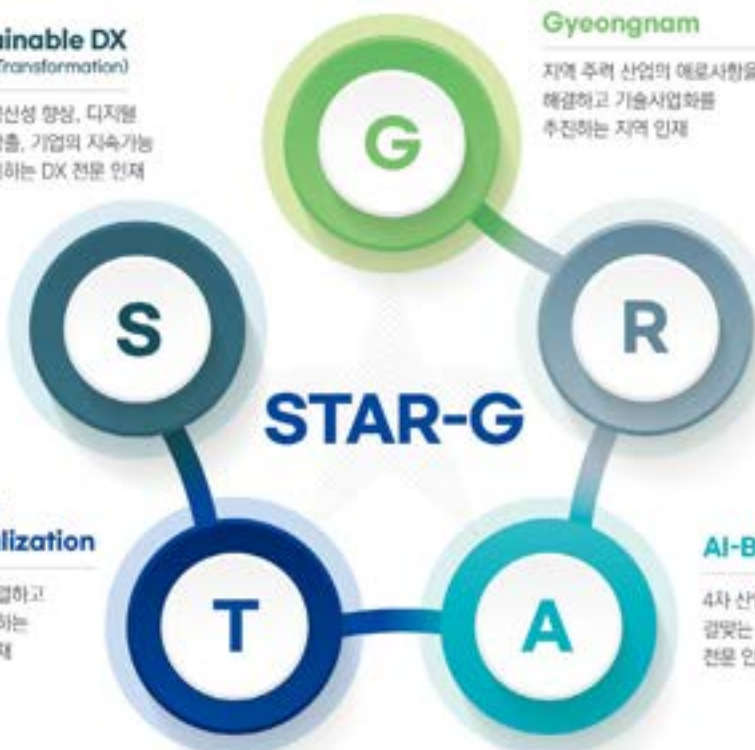 ainable DX
Transformation)
산성 향상, 디지털
출, 기업의 지속가능
하는 DX 전문 인재
G
Gyeongnam
지역 주력 산업의 애로사항을
해결하고 기술사업화를
추진하는 지역 인재
S
R
STAR-G
lization
결하고
하는
재
T
A
AI-B
4차 산
걸맞는
전문 인